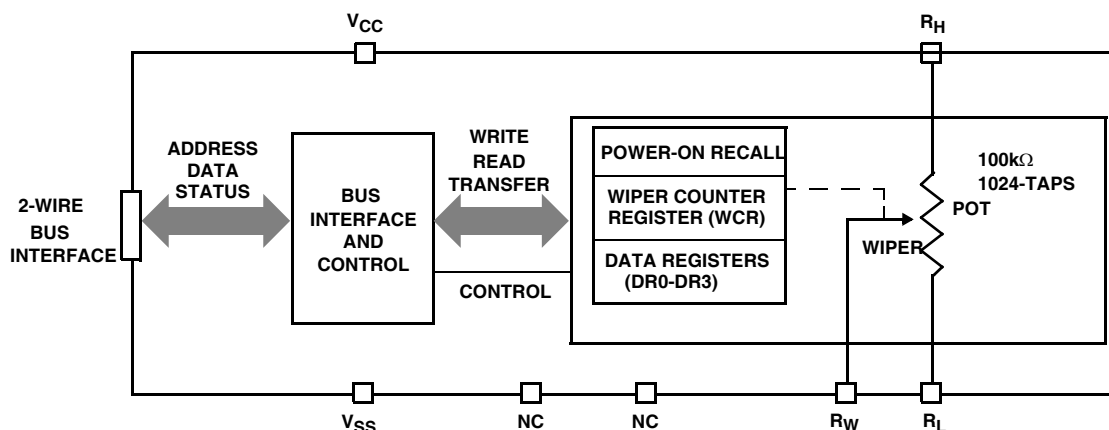 VCC
RH
ADDRESS
DATA
STATUS
2-WIRE
BUS
INTERFACE
BUS
INTERFACE
AND
CONTROL
WRITE
READ
TRANSFER
CONTROL
POWER-ON RECALL
WIPER COUNTER
REGISTER (WCR)
DATA REGISTERS
(DR0-DR3)
100kΩ
1024-TAPS
POT
WIPER
VSS
NC
NC
RW
RL